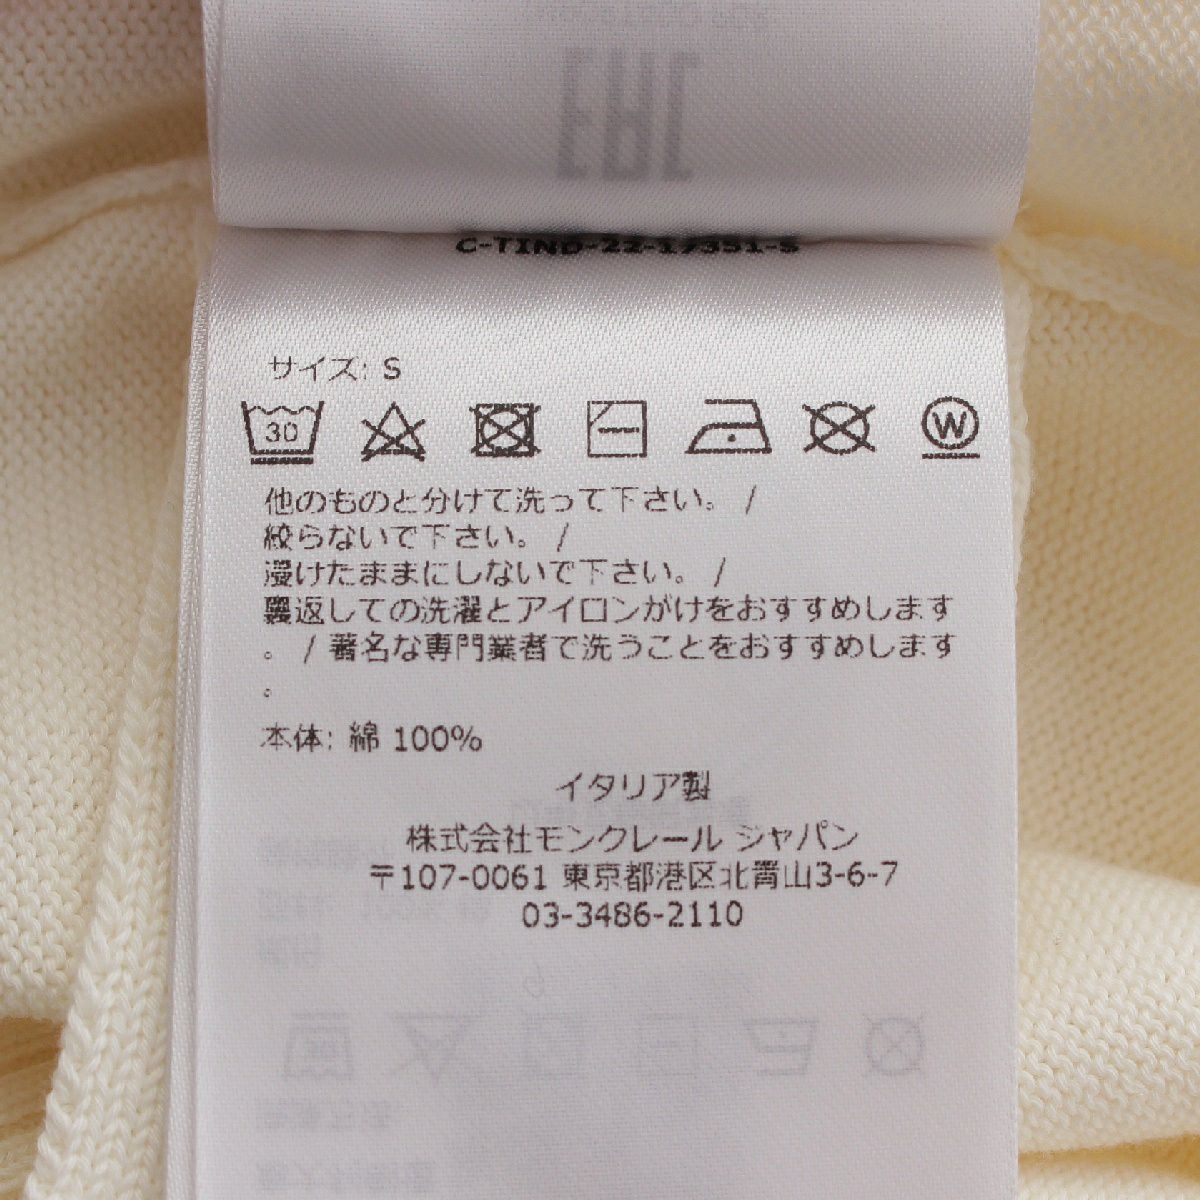 EAC
C-TIND-22-17351-S
サイズ: S
30
W
他のものと分けて洗って下さい。 /
絞らないで下さい。 /
浸けたままにしないで下さい。 /
裏返しての洗濯とアイロンがけをおすすめします
。 / 著名な専門業者で洗うことをおすすめします
。
本体: 綿 100%
イタリア製
株式会社モンクレール ジャパン
〒107-0061 東京都港区北青山3-6-7
03-3486-2110